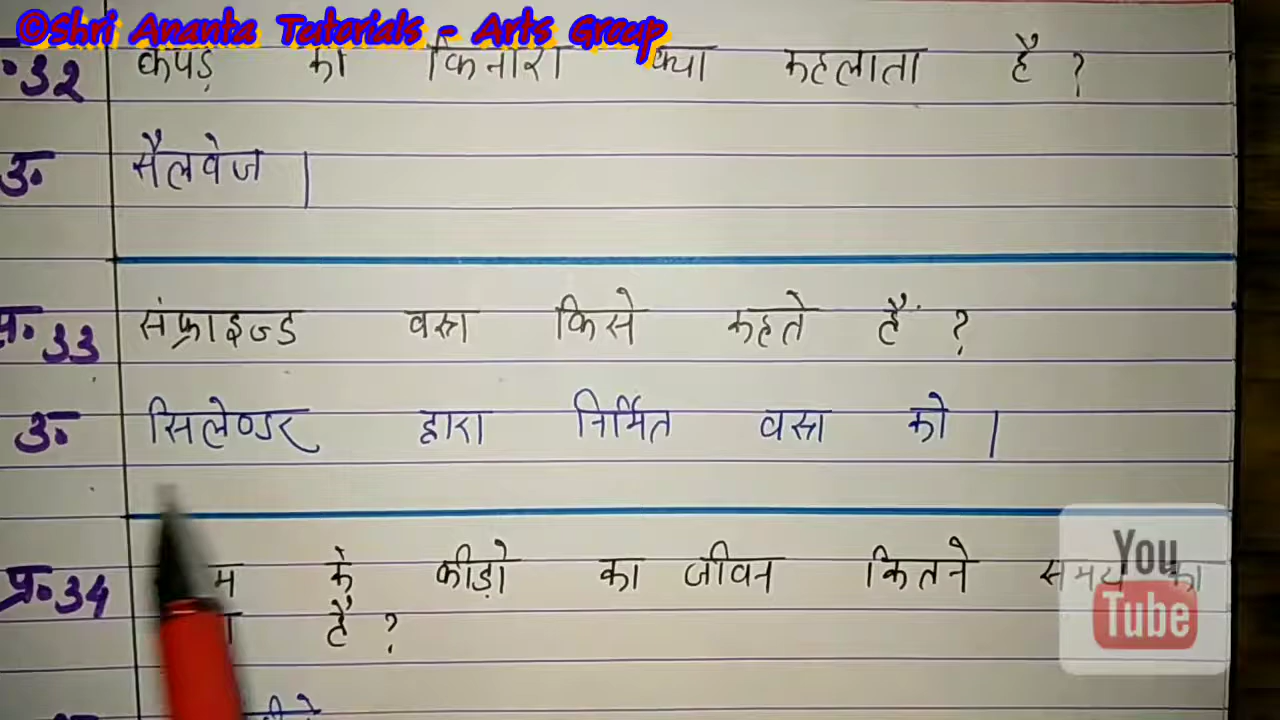 ©Shri Ananta Tutorials - Arts Group
.32 कपड़े का किनारा क्या कहलाता है ?
उ. सैलवेज |
प्र.33 संफ्राइज्ड वस्त्र किसे कहते हैं ?
उ. सिलेण्डर द्वारा निर्मित वस्त्र को |
प्र.34 के कीड़ो का जीवन कितने समय का
है ?
You
Tube